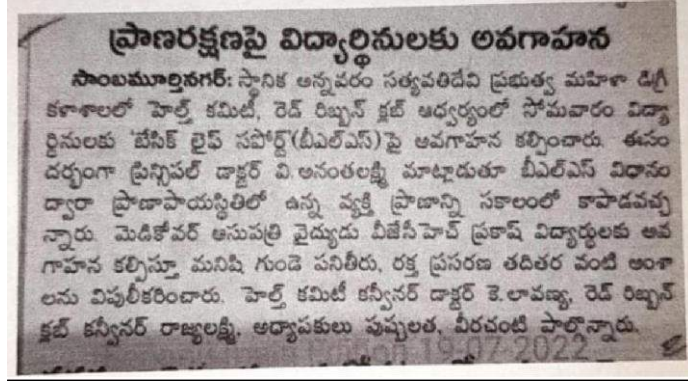 ప్రాణరక్షణపై విద్యార్థినులకు అవగాహన
సాంబమూర్తినగర్: స్థానిక అన్నవరం సత్యవతిదేవి ప్రభుత్వ మహిళా డిగ్రీ
కళాశాలలో హెల్త్ కమిటీ, రెడ్ రిబ్బన్ క్లబ్ ఆధ్వర్యంలో సోమవారం విద్యా
ర్థినులకు 'బేసిక్ లైఫ్ సపోర్ట్'(బీఎల్ఎస్)పై అవగాహన కల్పించారు. ఈసం
దర్భంగా ప్రిన్సిపల్ డాక్టర్ వి.అనంతలక్ష్మి మాట్లాడుతూ బీఎల్ఎస్ విధానం
ద్వారా ప్రాణాపాయస్థితిలో ఉన్న వ్యక్తి ప్రాణాన్ని సకాలంలో కాపాడవచ్చ
న్నారు. మెడికోవర్ ఆసుపత్రి వైద్యుడు వీజేసీహెచ్ ప్రకాష్ విద్యార్థులకు అవ
గాహన కల్పిస్తూ మనిషి గుండె పనితీరు, రక్త ప్రసరణ తదితర వంటి అంశా
లను విపులీకరించారు. హెల్త్ కమిటీ కన్వీనర్ డాక్టర్ కె.లావణ్య, రెడ్ రిబ్బన్
క్లబ్ కన్వీనర్ రాజ్యలక్ష్మి, అధ్యాపకులు పుష్పలత, వీరచంటి పాల్గొన్నారు.
19-07-2022